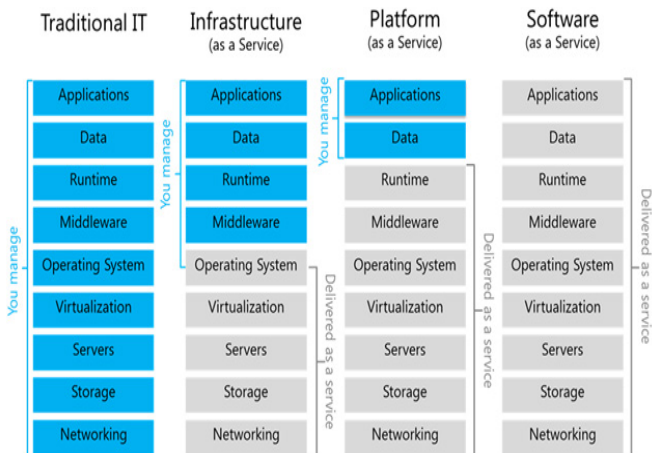 Traditional IT
Infrastructure
(as a Service)
Platform
(as a Service)
Software
(as a Service)
You manage
Applications
Data
Runtime
Middleware
Operating System
Virtualization
Servers
Storage
Networking
You manage
Applications
Data
Runtime
Middleware
Operating System
Virtualization
Servers
Storage
Networking
Delivered as a service
You manage
Applications
Data
Runtime
Middleware
Operating System
Virtualization
Servers
Storage
Networking
Delivered as a service
Applications
Data
Runtime
Middleware
Operating System
Virtualization
Servers
Storage
Networking
Delivered as a service